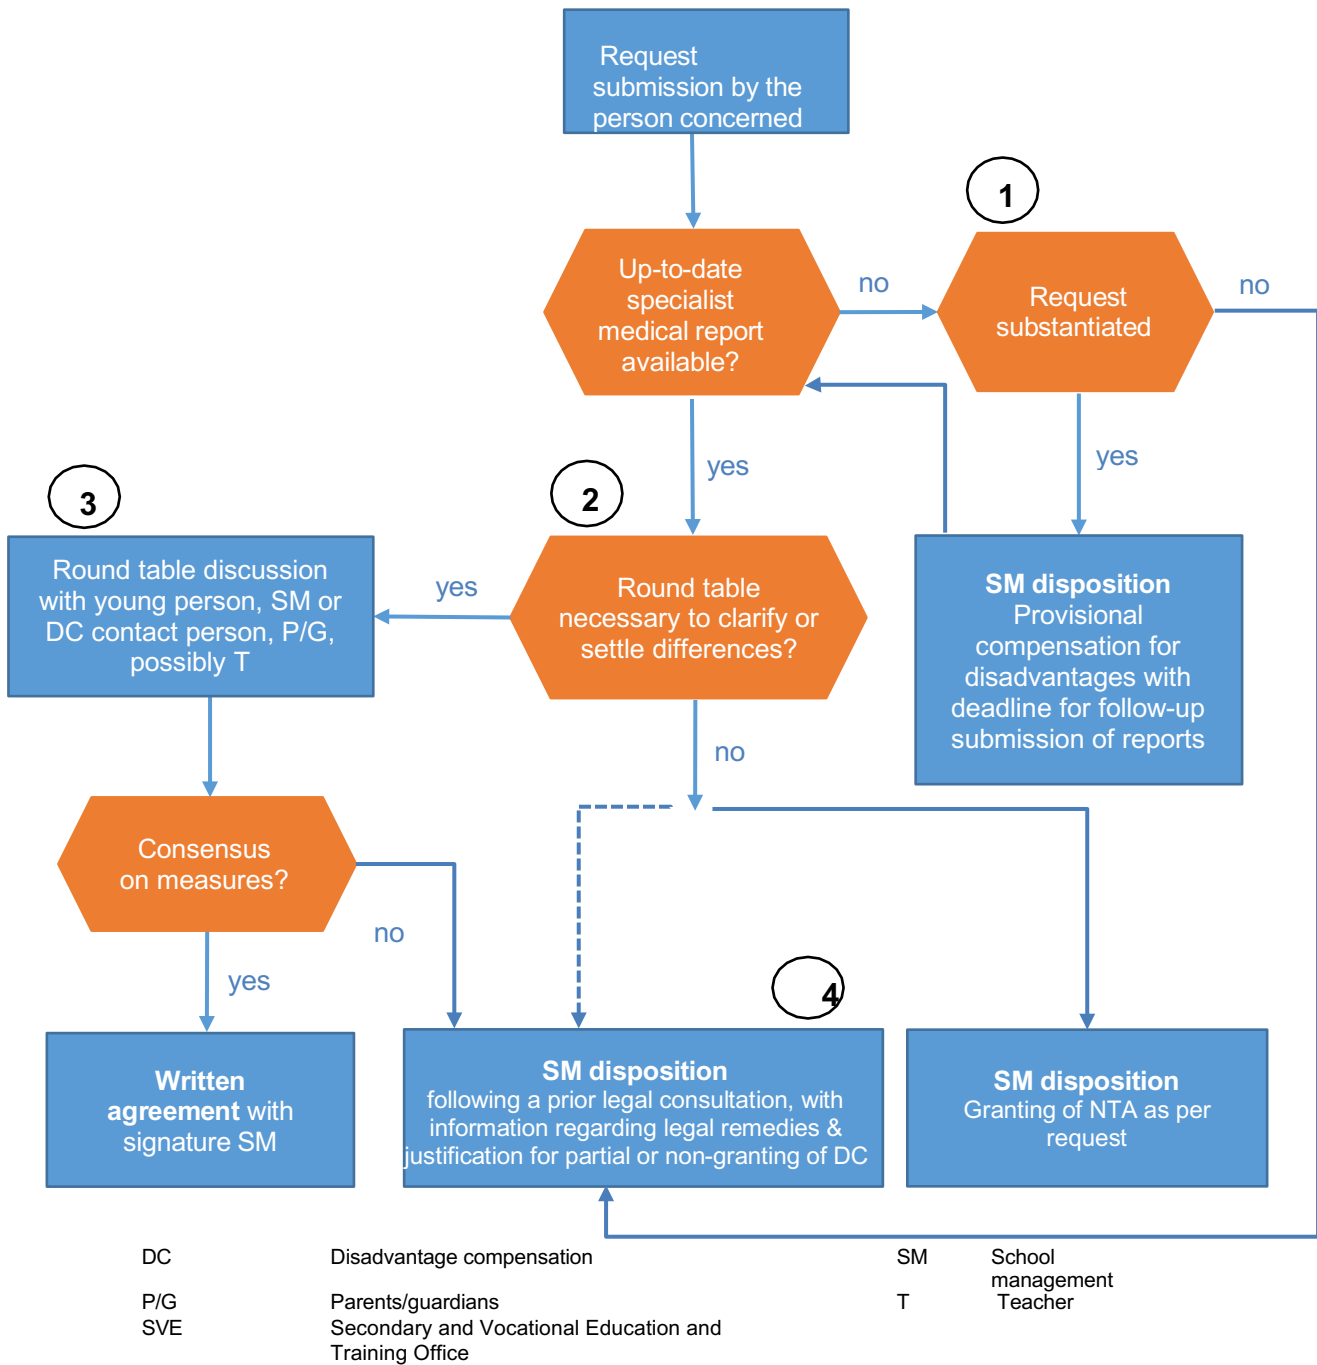 Request
submission by the
person concerned
1
Up-to-date
specialist
medical report
available?
no
Request
substantiated
no
yes
yes
3
2
Round table discussion
with young person, SM or
DC contact person, P/G,
possibly T
yes
Round table
necessary to clarify or
settle differences?
SM disposition
Provisional
compensation for
disadvantages with
deadline for follow-up
submission of reports
no
Consensus
on measures?
no
yes
4
Written
agreement with
signature SM
SM disposition
following a prior legal consultation, with
information regarding legal remedies &
justification for partial or non-granting of DC
SM disposition
Granting of NTA as per
request
DC Disadvantage compensation SM School
management
P/G Parents/guardians T Teacher
SVE Secondary and Vocational Education and
Training Office